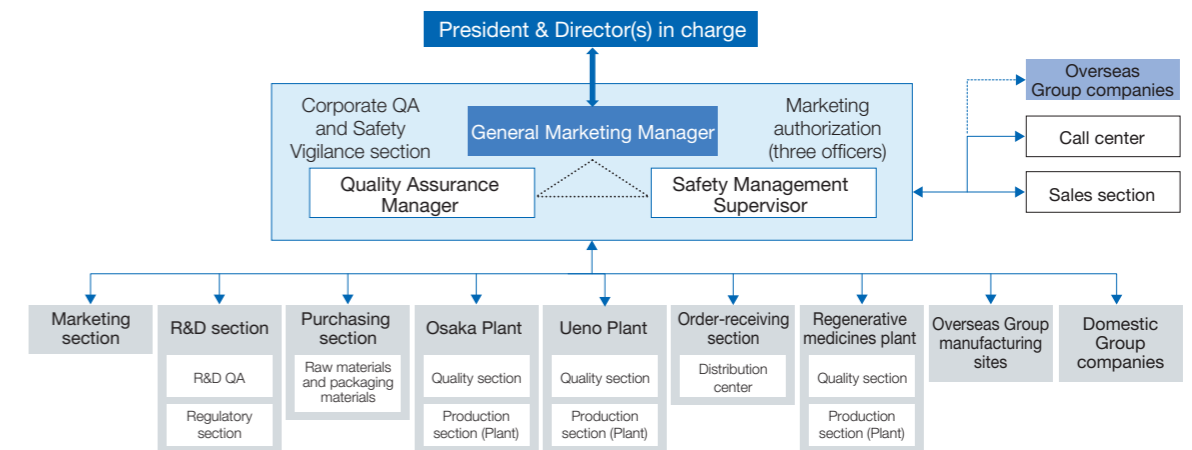 President & Director(s) in charge
Corporate QA
and Safety
Vigilance section
General Marketing Manager
Marketing
authorization
(three officers)
Quality Assurance
Manager
Safety Management
Supervisor
Overseas
Group companies
Call center
Sales section
Marketing
section
R&D section
R&D QA
Regulatory
section
Purchasing
section
Raw materials
and packaging
materials
Osaka Plant
Quality section
Production
section (Plant)
Ueno Plant
Quality section
Production
section (Plant)
Order-receiving
section
Distribution
center
Regenerative
medicines plant
Quality section
Production
section (Plant)
Overseas Group
manufacturing
sites
Domestic
Group
companies